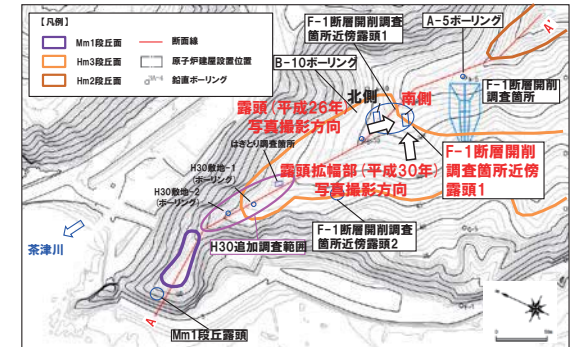 【凡例】
Mm1段丘面
Hm3段丘面
Hm2段丘面
断面線
原子炉建屋設置位置
鉛直ボーリング
F-1断層開削調査
箇所近傍露頭1
A-5ボーリング
A'
B-10ボーリング
北側
南側
F-1断層開削
調査箇所
露頭(平成26年)
写真撮影方向
はぎとり調査箇所
F-1断層開削
調査箇所近傍
露頭1
H30敷地-1
(ボーリング)
露頭拡幅部(平成30年)
写真撮影方向
H30敷地-2
(ボーリング)
F-1断層開削調査
箇所近傍露頭2
茶津川
H30追加調査範囲
A
Mm1段丘露頭